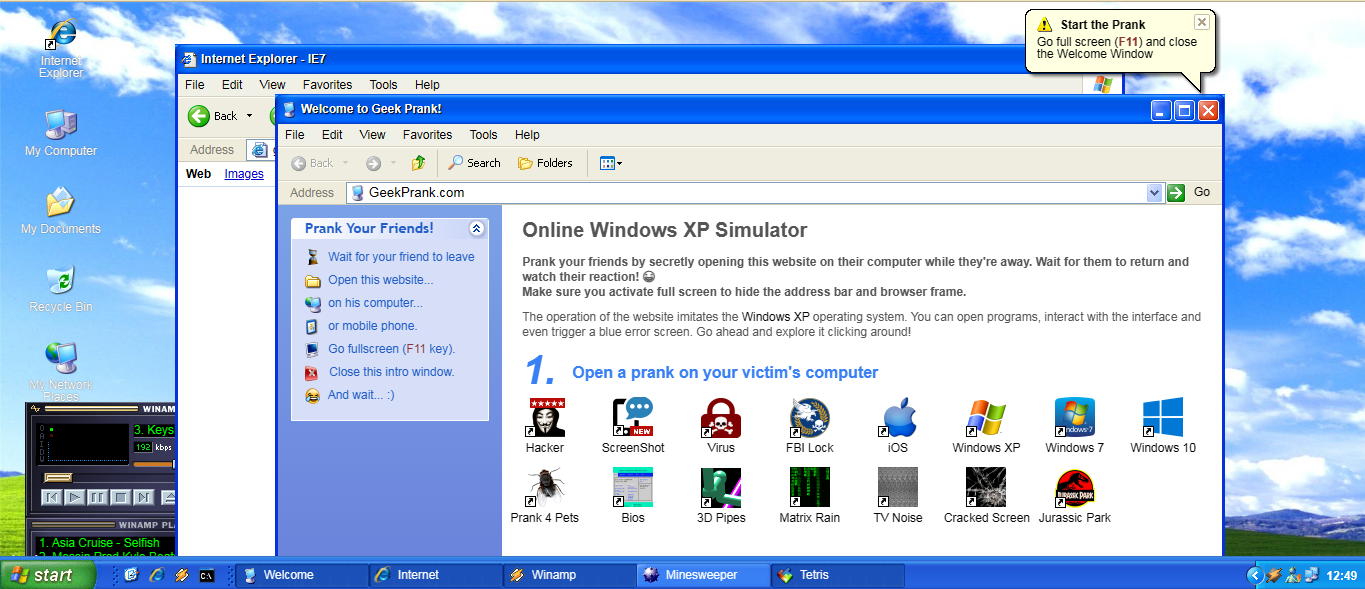 Internet
Explorer
My Computer
My Documents
Recycle Bin
My Network
Places
Internet Explorer - IE7
File Edit View Favorites Tools Help
Back
Address
Web Images
Start the Prank
Go full screen (F11) and close
the Welcome Window
Welcome to Geek Prank!
File Edit View Favorites Tools Help
Back Search Folders
Address GeekPrank.com Go
Prank Your Friends!
Wait for your friend to leave
Open this website...
on his computer...
or mobile phone.
Go fullscreen (F11 key).
Close this intro window.
And wait... :)
Online Windows XP Simulator
Prank your friends by secretly opening this website on their computer while they're away. Wait for them to return and
watch their reaction! 😀
Make sure you activate full screen to hide the address bar and browser frame.
The operation of the website imitates the Windows XP operating system. You can open programs, interact with the interface and
even trigger a blue error screen. Go ahead and explore it clicking around!
1. Open a prank on your victim's computer
NEW
ndows·7
Hacker ScreenShot Virus FBI Lock iOS Windows XP Windows 7 Windows 10
JURASSIC PARK
Prank 4 Pets Bios 3D Pipes Matrix Rain TV Noise Cracked Screen Jurassic Park
WINAMP
3. Keys
192 kbps
WINAMP PL
1. Asia Cruise - Selfish
start
C:\
Welcome Internet Winamp Minesweeper Tetris 12:49